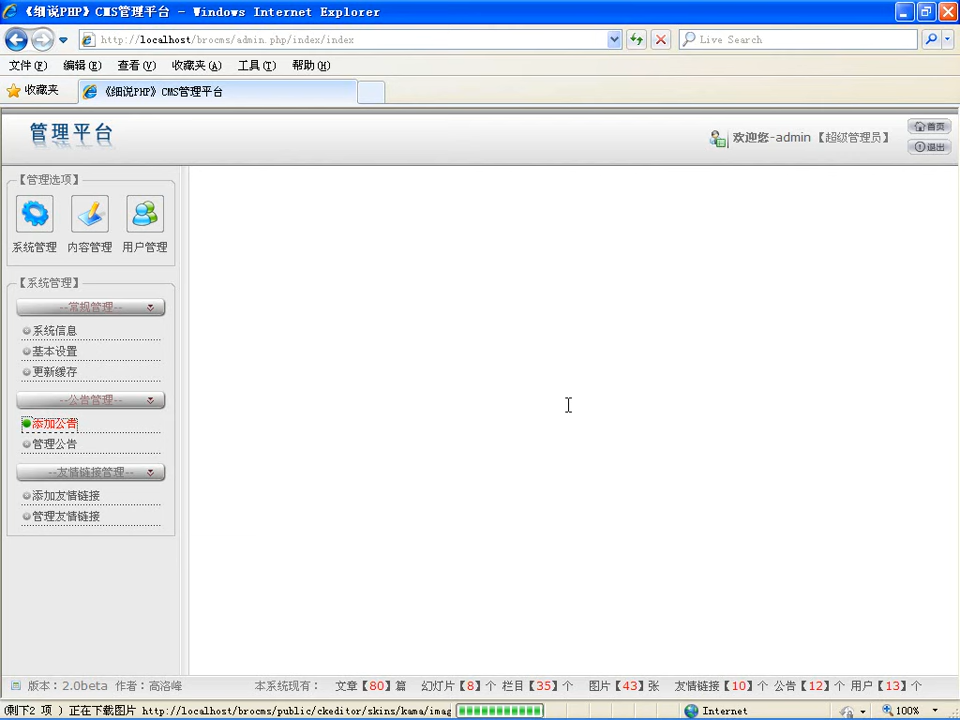 《细说PHP》CMS管理平台 - Windows Internet Explorer
http://localhost/brocms/admin.php/index/index
Live Search
文件(F) 编辑(E) 查看(V) 收藏夹(A) 工具(T) 帮助(H)
收藏夹 《细说PHP》CMS管理平台
管理平台
欢迎您-admin【超级管理员】
首页
退出
【管理选项】
系统管理 内容管理 用户管理
【系统管理】
--常规管理--
系统信息
基本设置
更新缓存
--公告管理--
添加公告
管理公告
--友情链接管理--
添加友情链接
管理友情链接
版本：2.0beta 作者：高洛峰 本系统现有： 文章【80】篇 幻灯片【8】个 栏目【35】个 图片【43】张 友情链接【10】个 公告【12】个 用户【13】个
(剩下2 项 ) 正在下载图片 http://localhost/brocms/public/ckeditor/skins/kama/imag Internet 100%